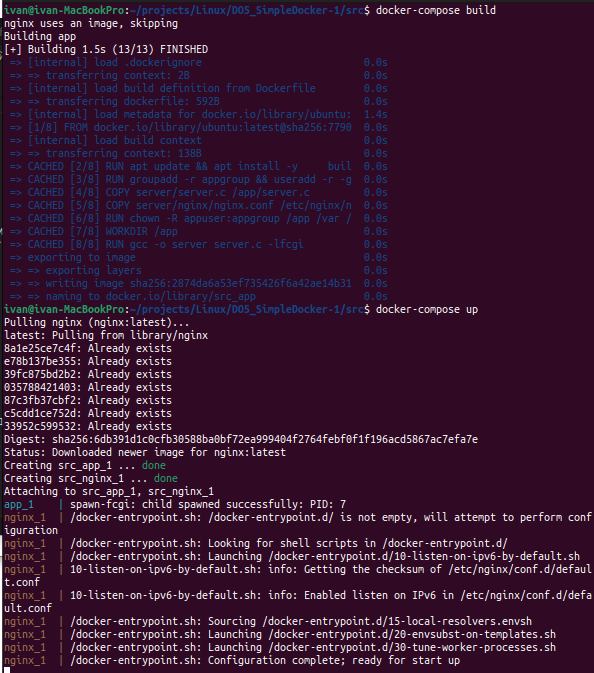 ivan@ivan-MacBookPro:~/projects/Linux/DO5_SimpleDocker-1/src$ docker-compose build
nginx uses an image, skipping
Building app
[+] Building 1.5s (13/13) FINISHED
=> [internal] load .dockerignore 0.0s
=> => transferring context: 2B 0.0s
=> [internal] load build definition from Dockerfile 0.0s
=> => transferring dockerfile: 592B 0.0s
=> [internal] load metadata for docker.io/library/ubuntu: 1.4s
=> [1/8] FROM docker.io/library/ubuntu:latest@sha256:7790 0.0s
=> [internal] load build context 0.0s
=> => transferring context: 138B 0.0s
=> CACHED [2/8] RUN apt update && apt install -y buil 0.0s
=> CACHED [3/8] RUN groupadd -r appgroup && useradd -r -g 0.0s
=> CACHED [4/8] COPY server/server.c /app/server.c 0.0s
=> CACHED [5/8] COPY server/nginx/nginx.conf /etc/nginx/n 0.0s
=> CACHED [6/8] RUN chown -R appuser:appgroup /app /var / 0.0s
=> CACHED [7/8] WORKDIR /app 0.0s
=> CACHED [8/8] RUN gcc -o server server.c -lfcgi 0.0s
=> exporting to image 0.0s
=> => exporting layers 0.0s
=> => writing image sha256:2874da6a53ef735426f6a42ae14b31 0.0s
=> => naming to docker.io/library/src_app 0.0s
ivan@ivan-MacBookPro:~/projects/Linux/DO5_SimpleDocker-1/src$ docker-compose up
Pulling nginx (nginx:latest)...
latest: Pulling from library/nginx
8a1e25ce7c4f: Already exists
e78b137be355: Already exists
39fc875bd2b2: Already exists
035788421403: Already exists
87c3fb37cbf2: Already exists
c5cdd1ce752d: Already exists
33952c599532: Already exists
Digest: sha256:6db391d1c0cfb30588ba0bf72ea999404f2764febf0f1f196acd5867ac7efa7e
Status: Downloaded newer image for nginx:latest
Creating src_app_1 ... done
Creating src_nginx_1 ... done
Attaching to src_app_1, src_nginx_1
app_1 | spawn-fcgi: child spawned successfully: PID: 7
nginx_1 | /docker-entrypoint.sh: /docker-entrypoint.d/ is not empty, will attempt to perform conf
iguration
nginx_1 | /docker-entrypoint.sh: Looking for shell scripts in /docker-entrypoint.d/
nginx_1 | /docker-entrypoint.sh: Launching /docker-entrypoint.d/10-listen-on-ipv6-by-default.sh
nginx_1 | 10-listen-on-ipv6-by-default.sh: info: Getting the checksum of /etc/nginx/conf.d/defaul
t.conf
nginx_1 | 10-listen-on-ipv6-by-default.sh: info: Enabled listen on IPv6 in /etc/nginx/conf.d/defa
ult.conf
nginx_1 | /docker-entrypoint.sh: Sourcing /docker-entrypoint.d/15-local-resolvers.envsh
nginx_1 | /docker-entrypoint.sh: Launching /docker-entrypoint.d/20-envsubst-on-templates.sh
nginx_1 | /docker-entrypoint.sh: Launching /docker-entrypoint.d/30-tune-worker-processes.sh
nginx_1 | /docker-entrypoint.sh: Configuration complete; ready for start up